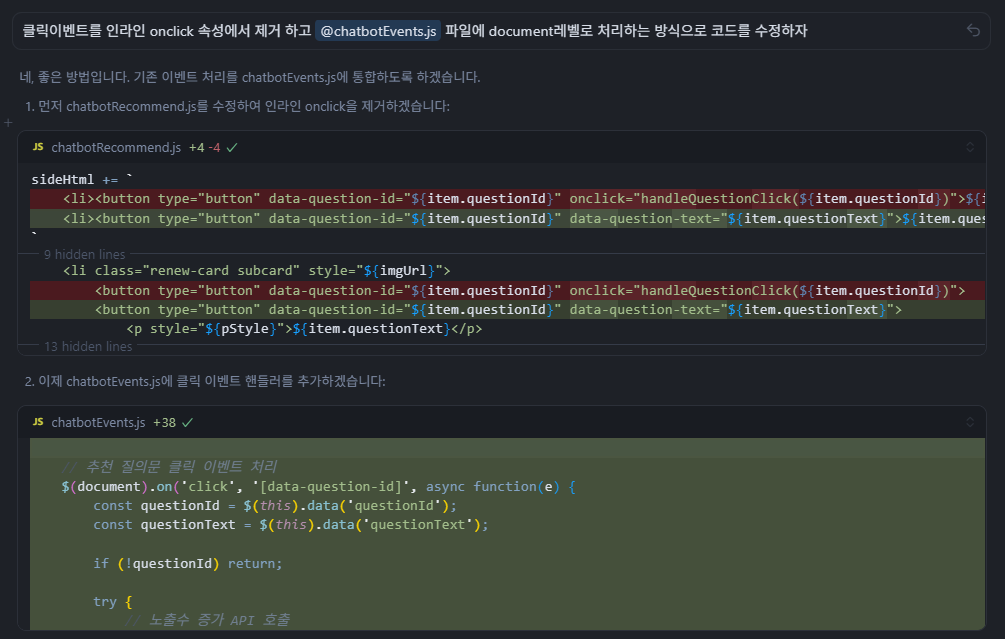 클릭이벤트를 인라인 onclick 속성에서 제거 하고 @chatbotEvents.js 파일에 document레벨로 처리하는 방식으로 코드를 수정하자
네, 좋은 방법입니다. 기존 이벤트 처리를 chatbotEvents.js에 통합하도록 하겠습니다.
1. 먼저 chatbotRecommend.js를 수정하여 인라인 onclick을 제거하겠습니다:
JS chatbotRecommend.js +4 -4 ✓
sideHtml += `
<li><button type="button" data-question-id="${item.questionId}" onclick="handleQuestionClick(${item.questionId})">${i
<li><button type="button" data-question-id="${item.questionId}" data-question-text="${item.questionText}">${item.ques
`
9 hidden lines
<li class="renew-card subcard" style="${imgUrl}">
<button type="button" data-question-id="${item.questionId}" onclick="handleQuestionClick(${item.questionId})">
<button type="button" data-question-id="${item.questionId}" data-question-text="${item.questionText}">
<p style="${pStyle}">${item.questionText}</p>
13 hidden lines
2. 이제 chatbotEvents.js에 클릭 이벤트 핸들러를 추가하겠습니다:
JS chatbotEvents.js +38 ✓
// 추천 질의문 클릭 이벤트 처리
$(document).on('click', '[data-question-id]', async function(e) {
const questionId = $(this).data('questionId');
const questionText = $(this).data('questionText');
if (!questionId) return;
try {
// 노출수 증가 API 호출